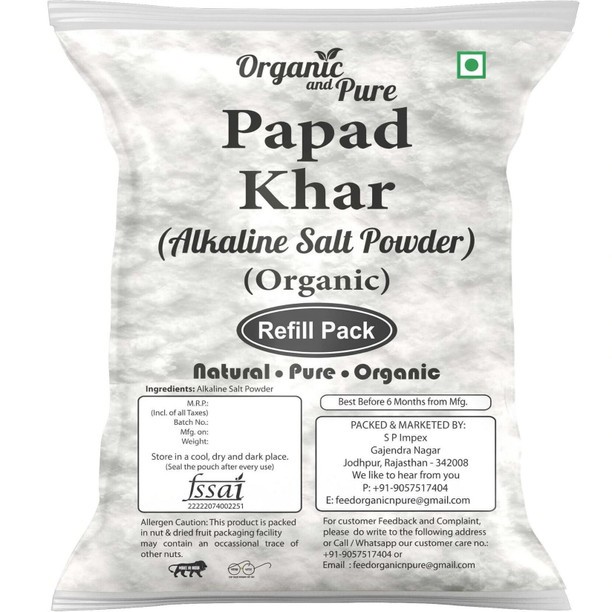 Organic
and Pure
Papad
Khar
(Alkaline Salt Powder)
(Organic)
Refill Pack
Natural • Pure • Organic
Ingredients: Alkaline Salt Powder
M.R.P.:
(Incl. of all Taxes)
Batch No.:
Mfg. on:
Weight:
Store in a cool, dry and dark place.
(Seal the pouch after every use)
fssai
22222074002251
Allergen Caution: This product is packed
in nut & dried fruit packaging facility
may contain an occassional trace of
other nuts.
MAKE IN INDIA
Best Before 6 Months from Mfg.
PACKED & MARKETED BY:
S P Impex
Gajendra Nagar
Jodhpur, Rajasthan - 342008
We like to hear from you
P: +91-9057517404
E: feedorganicnpure@gmail.com
For customer Feedback and Complaint,
please do write to the following address
or Call / Whatsapp our customer care no.:
+91-9057517404 or
Email : feedorganicnpure@gmail.com